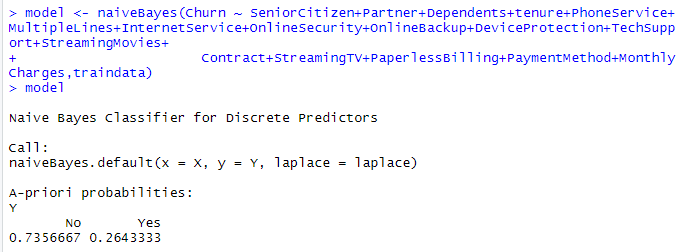 > model <- naiveBayes(Churn ~ SeniorCitizen+Partner+Dependents+tenure+PhoneService+
MultipleLines+InternetService+OnlineSecurity+OnlineBackup+DeviceProtection+TechSupp
ort+StreamingMovies+
+                         Contract+StreamingTV+PaperlessBilling+PaymentMethod+Monthly
Charges,traindata)
> model

Naive Bayes Classifier for Discrete Predictors

Call:
naiveBayes.default(x = X, y = Y, laplace = laplace)

A-priori probabilities:
Y
       No       Yes
0.7356667 0.2643333